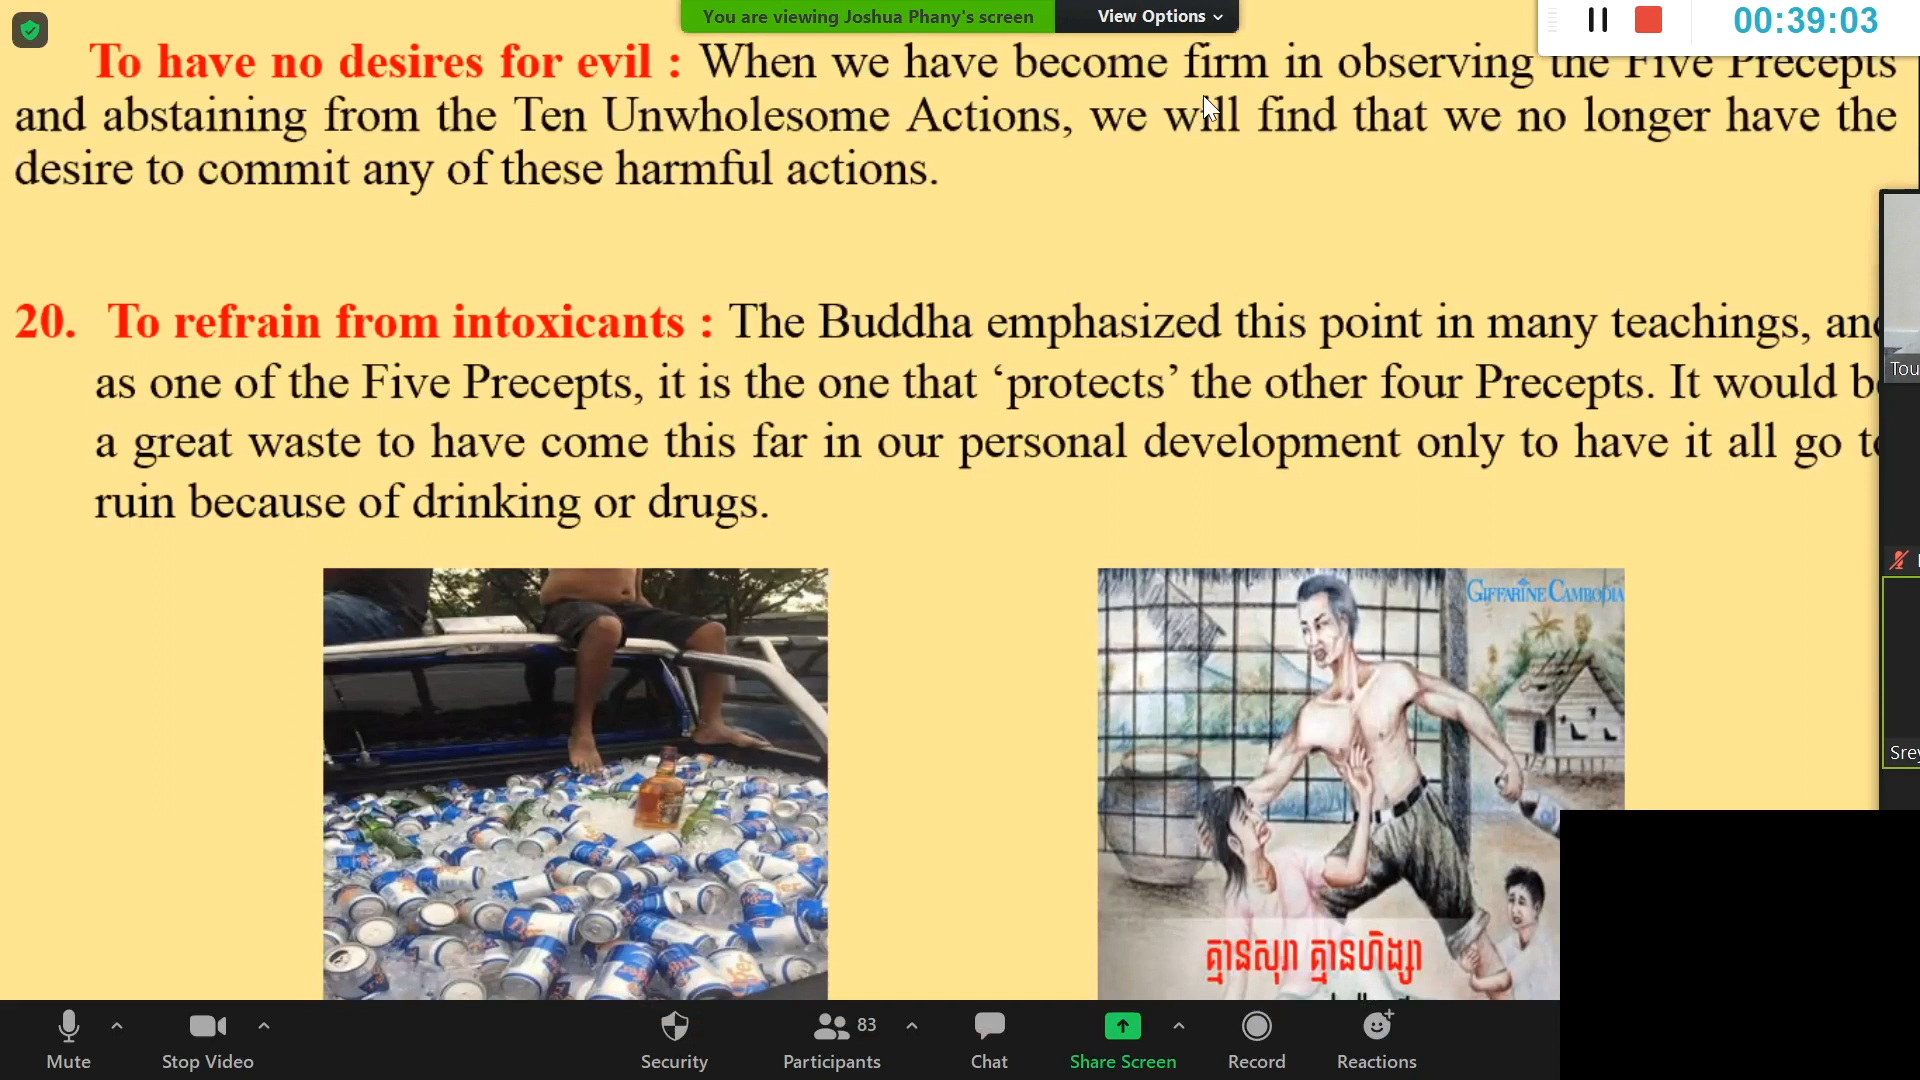 You are viewing Joshua Phany's screen
View Options
00:39:03
To have no desires for evil : When we have become firm in observing the Five Precepts
and abstaining from the Ten Unwholesome Actions, we will find that we no longer have the
desire to commit any of these harmful actions.
20. To refrain from intoxicants : The Buddha emphasized this point in many teachings, and
as one of the Five Precepts, it is the one that ‘protects’ the other four Precepts. It would be
a great waste to have come this far in our personal development only to have it all go to
ruin because of drinking or drugs.
Tou
Srey
GIFFARINE CAMBODIA
គ្មានសុរា គ្មានហិង្សា
Mute
Stop Video
Security
Participants
83
Chat
Share Screen
Record
Reactions